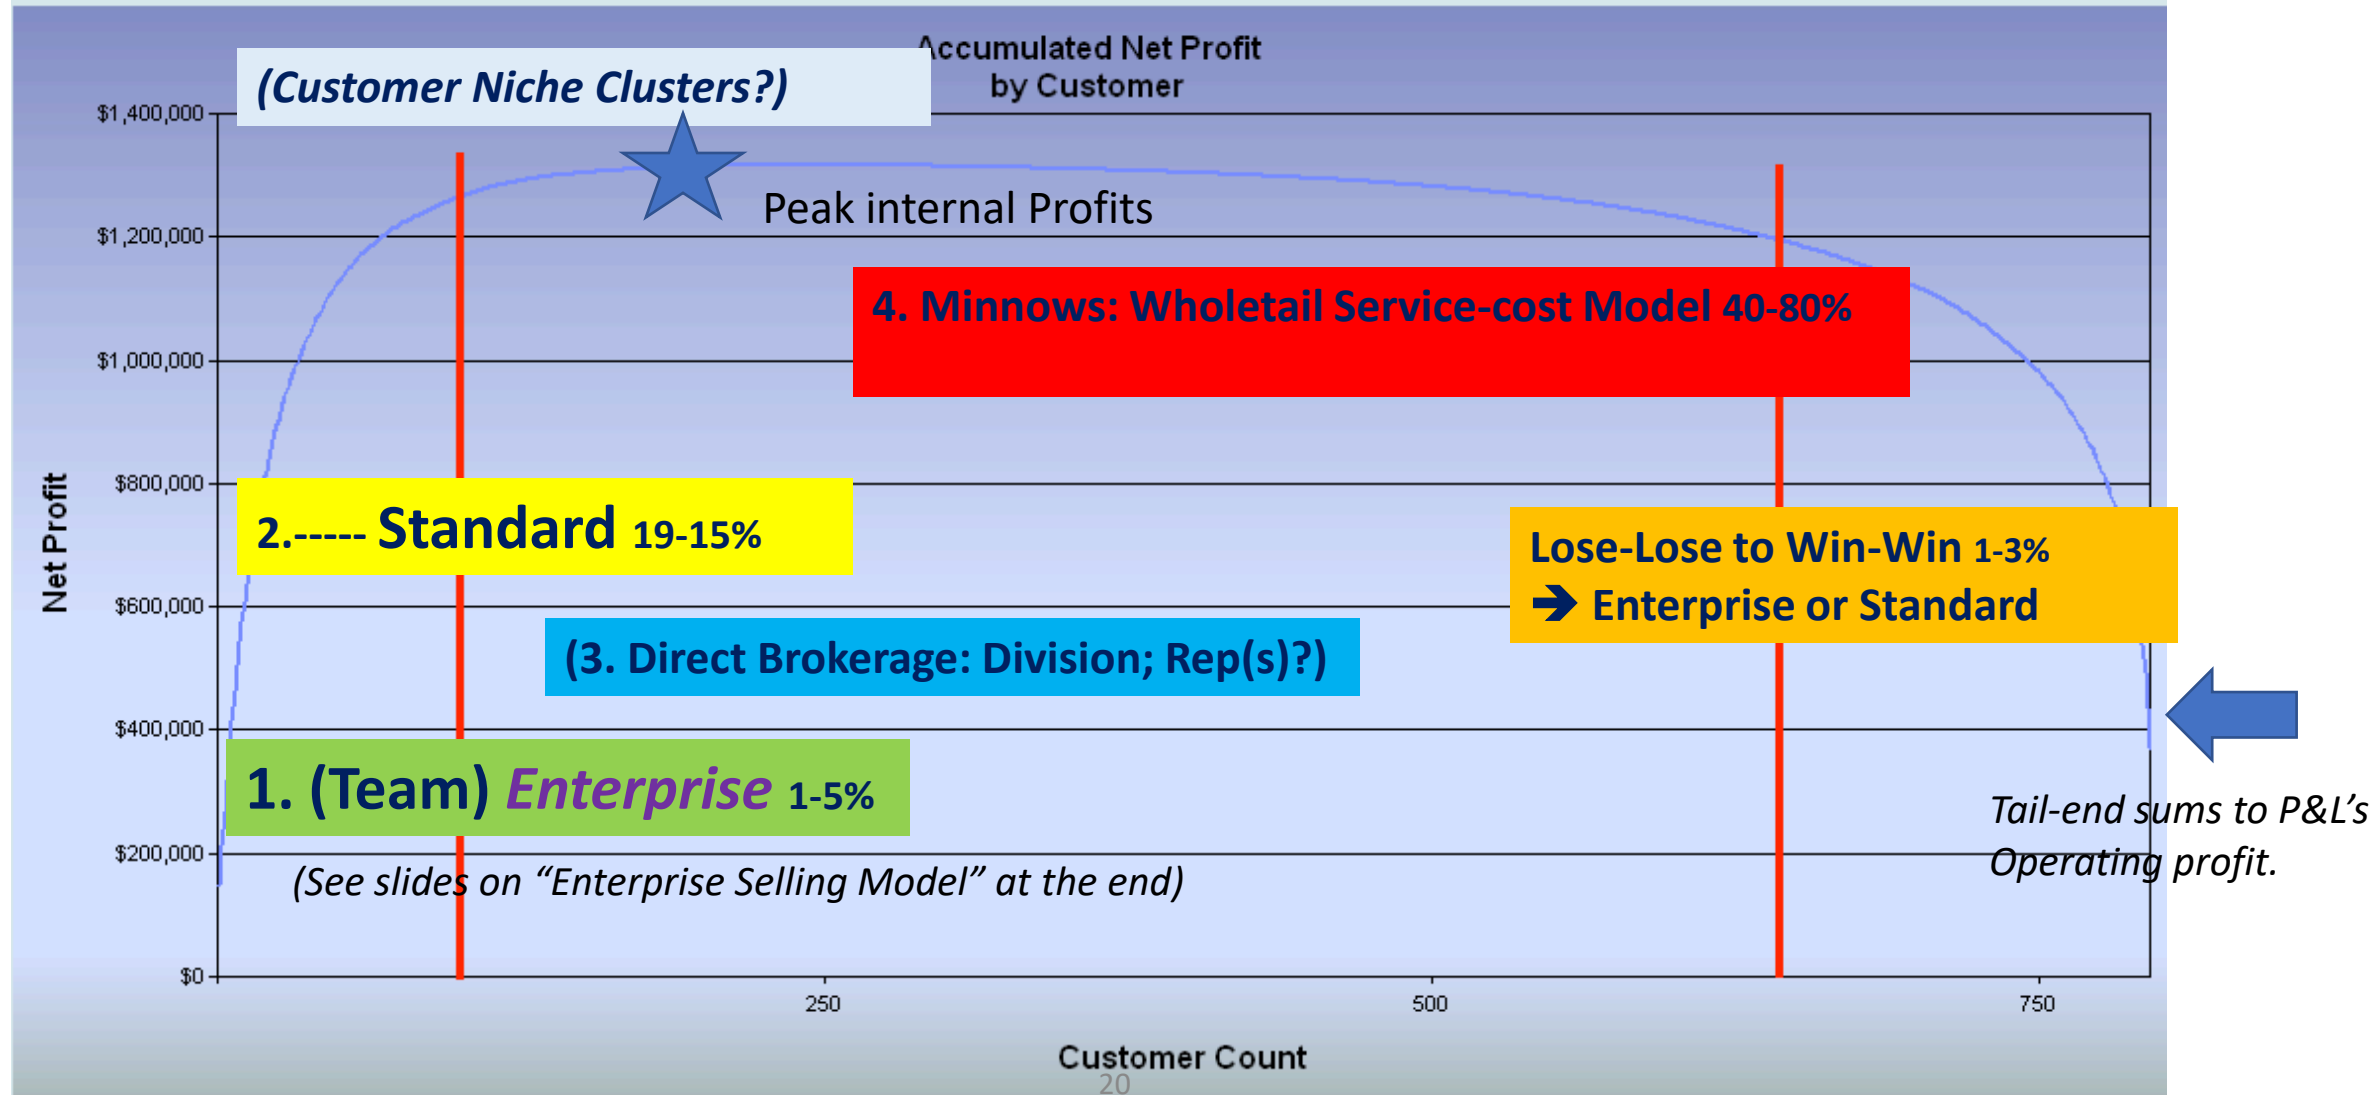 Accumulated Net Profit
by Customer
(Customer Niche Clusters?)
$1,400,000
Peak internal Profits
$1,200,000
4. Minnows: Wholetail Service-cost Model 40-80%
$1,000,000
$800,000
2.----- Standard 19-15%
Lose-Lose to Win-Win 1-3%
➔ Enterprise or Standard
Net Profit
$600,000
(3. Direct Brokerage: Division; Rep(s)?)
$400,000
1. (Team) Enterprise 1-5%
Tail-end sums to P&L’s
Operating profit.
$200,000
(See slides on “Enterprise Selling Model” at the end)
$0
250
500
750
Customer Count
20